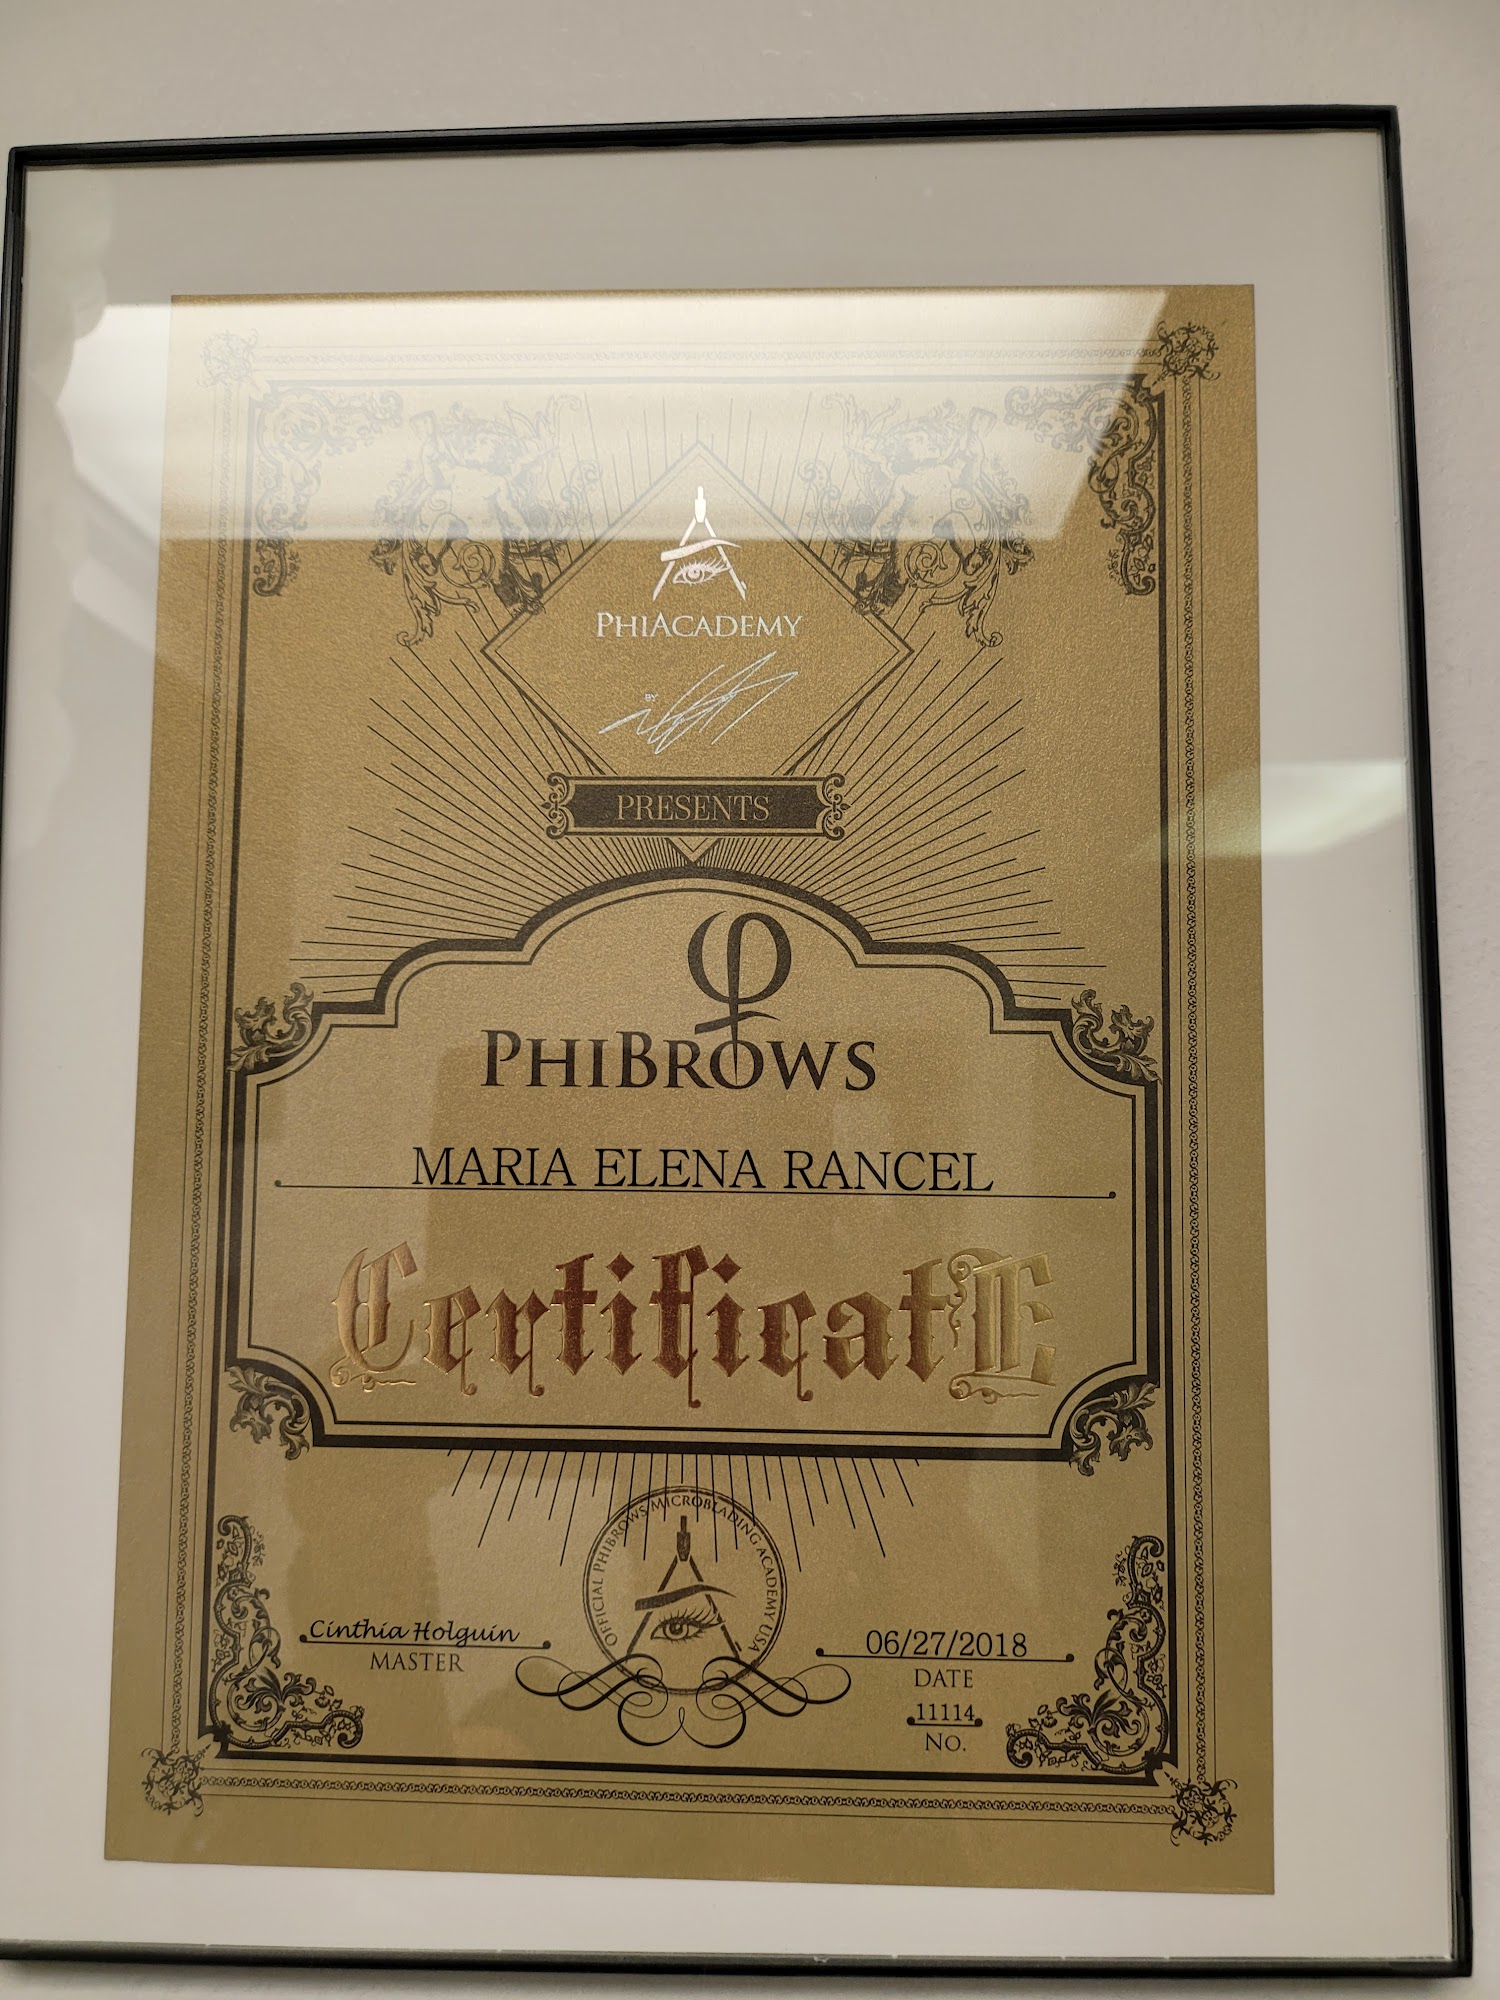 PHIACADEMY
BY
PRESENTS
φ
PHIBROWS
MARIA ELENA RANCEL
CertificatE
OFFICIAL PHIBROWS MICROBLADING ACADEMY USA
Cinthia Holguin
MASTER
06/27/2018
DATE
11114
No.